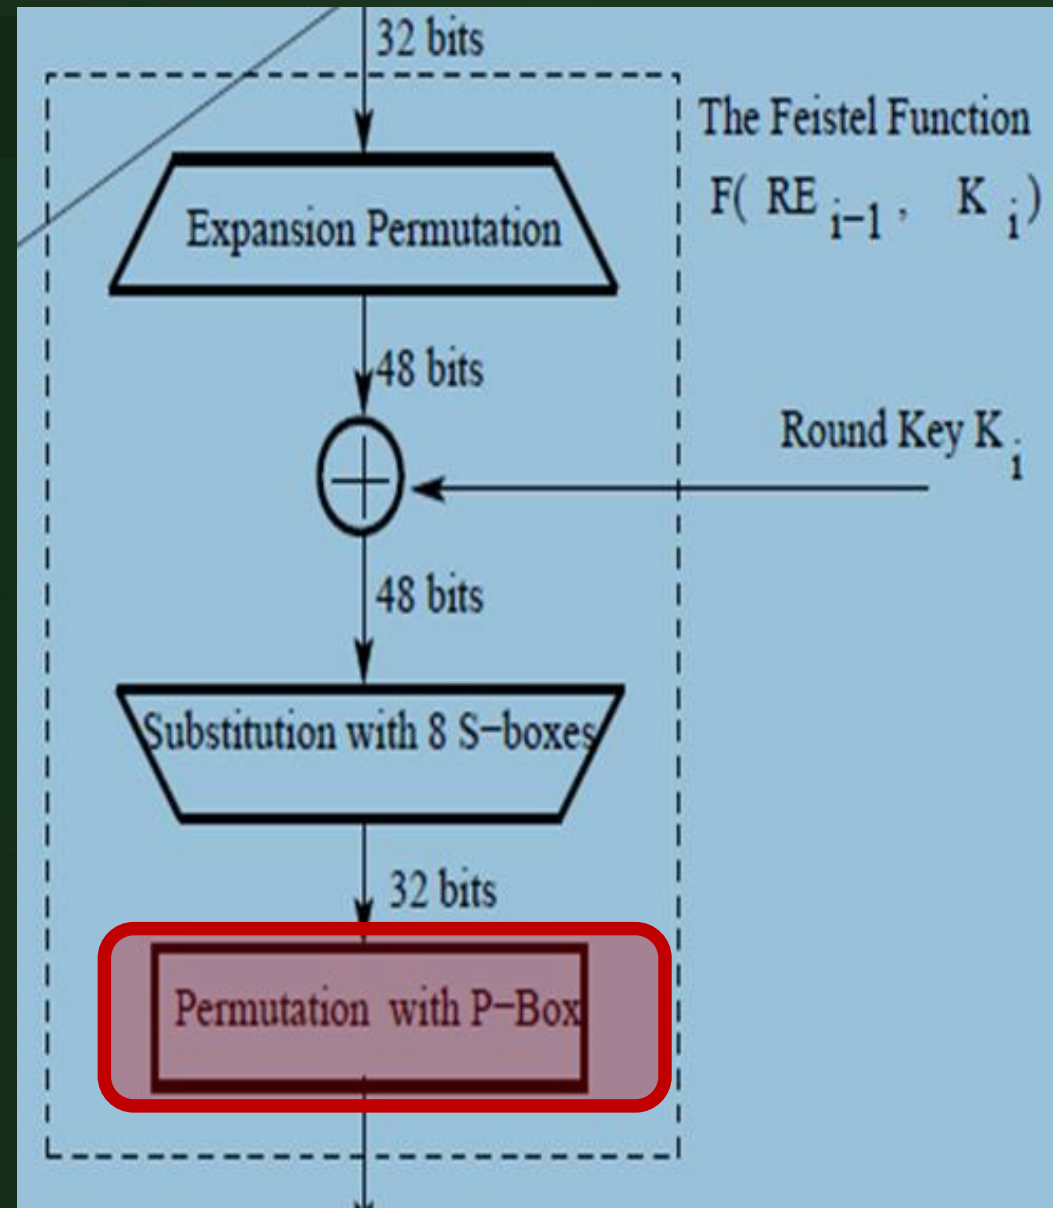 32 bits
The Feistel Function
F( RE i−1 , K i )
Expansion Permutation
48 bits
Round Key K i
48 bits
Substitution with 8 S−boxes
32 bits
Permutation with P−Box